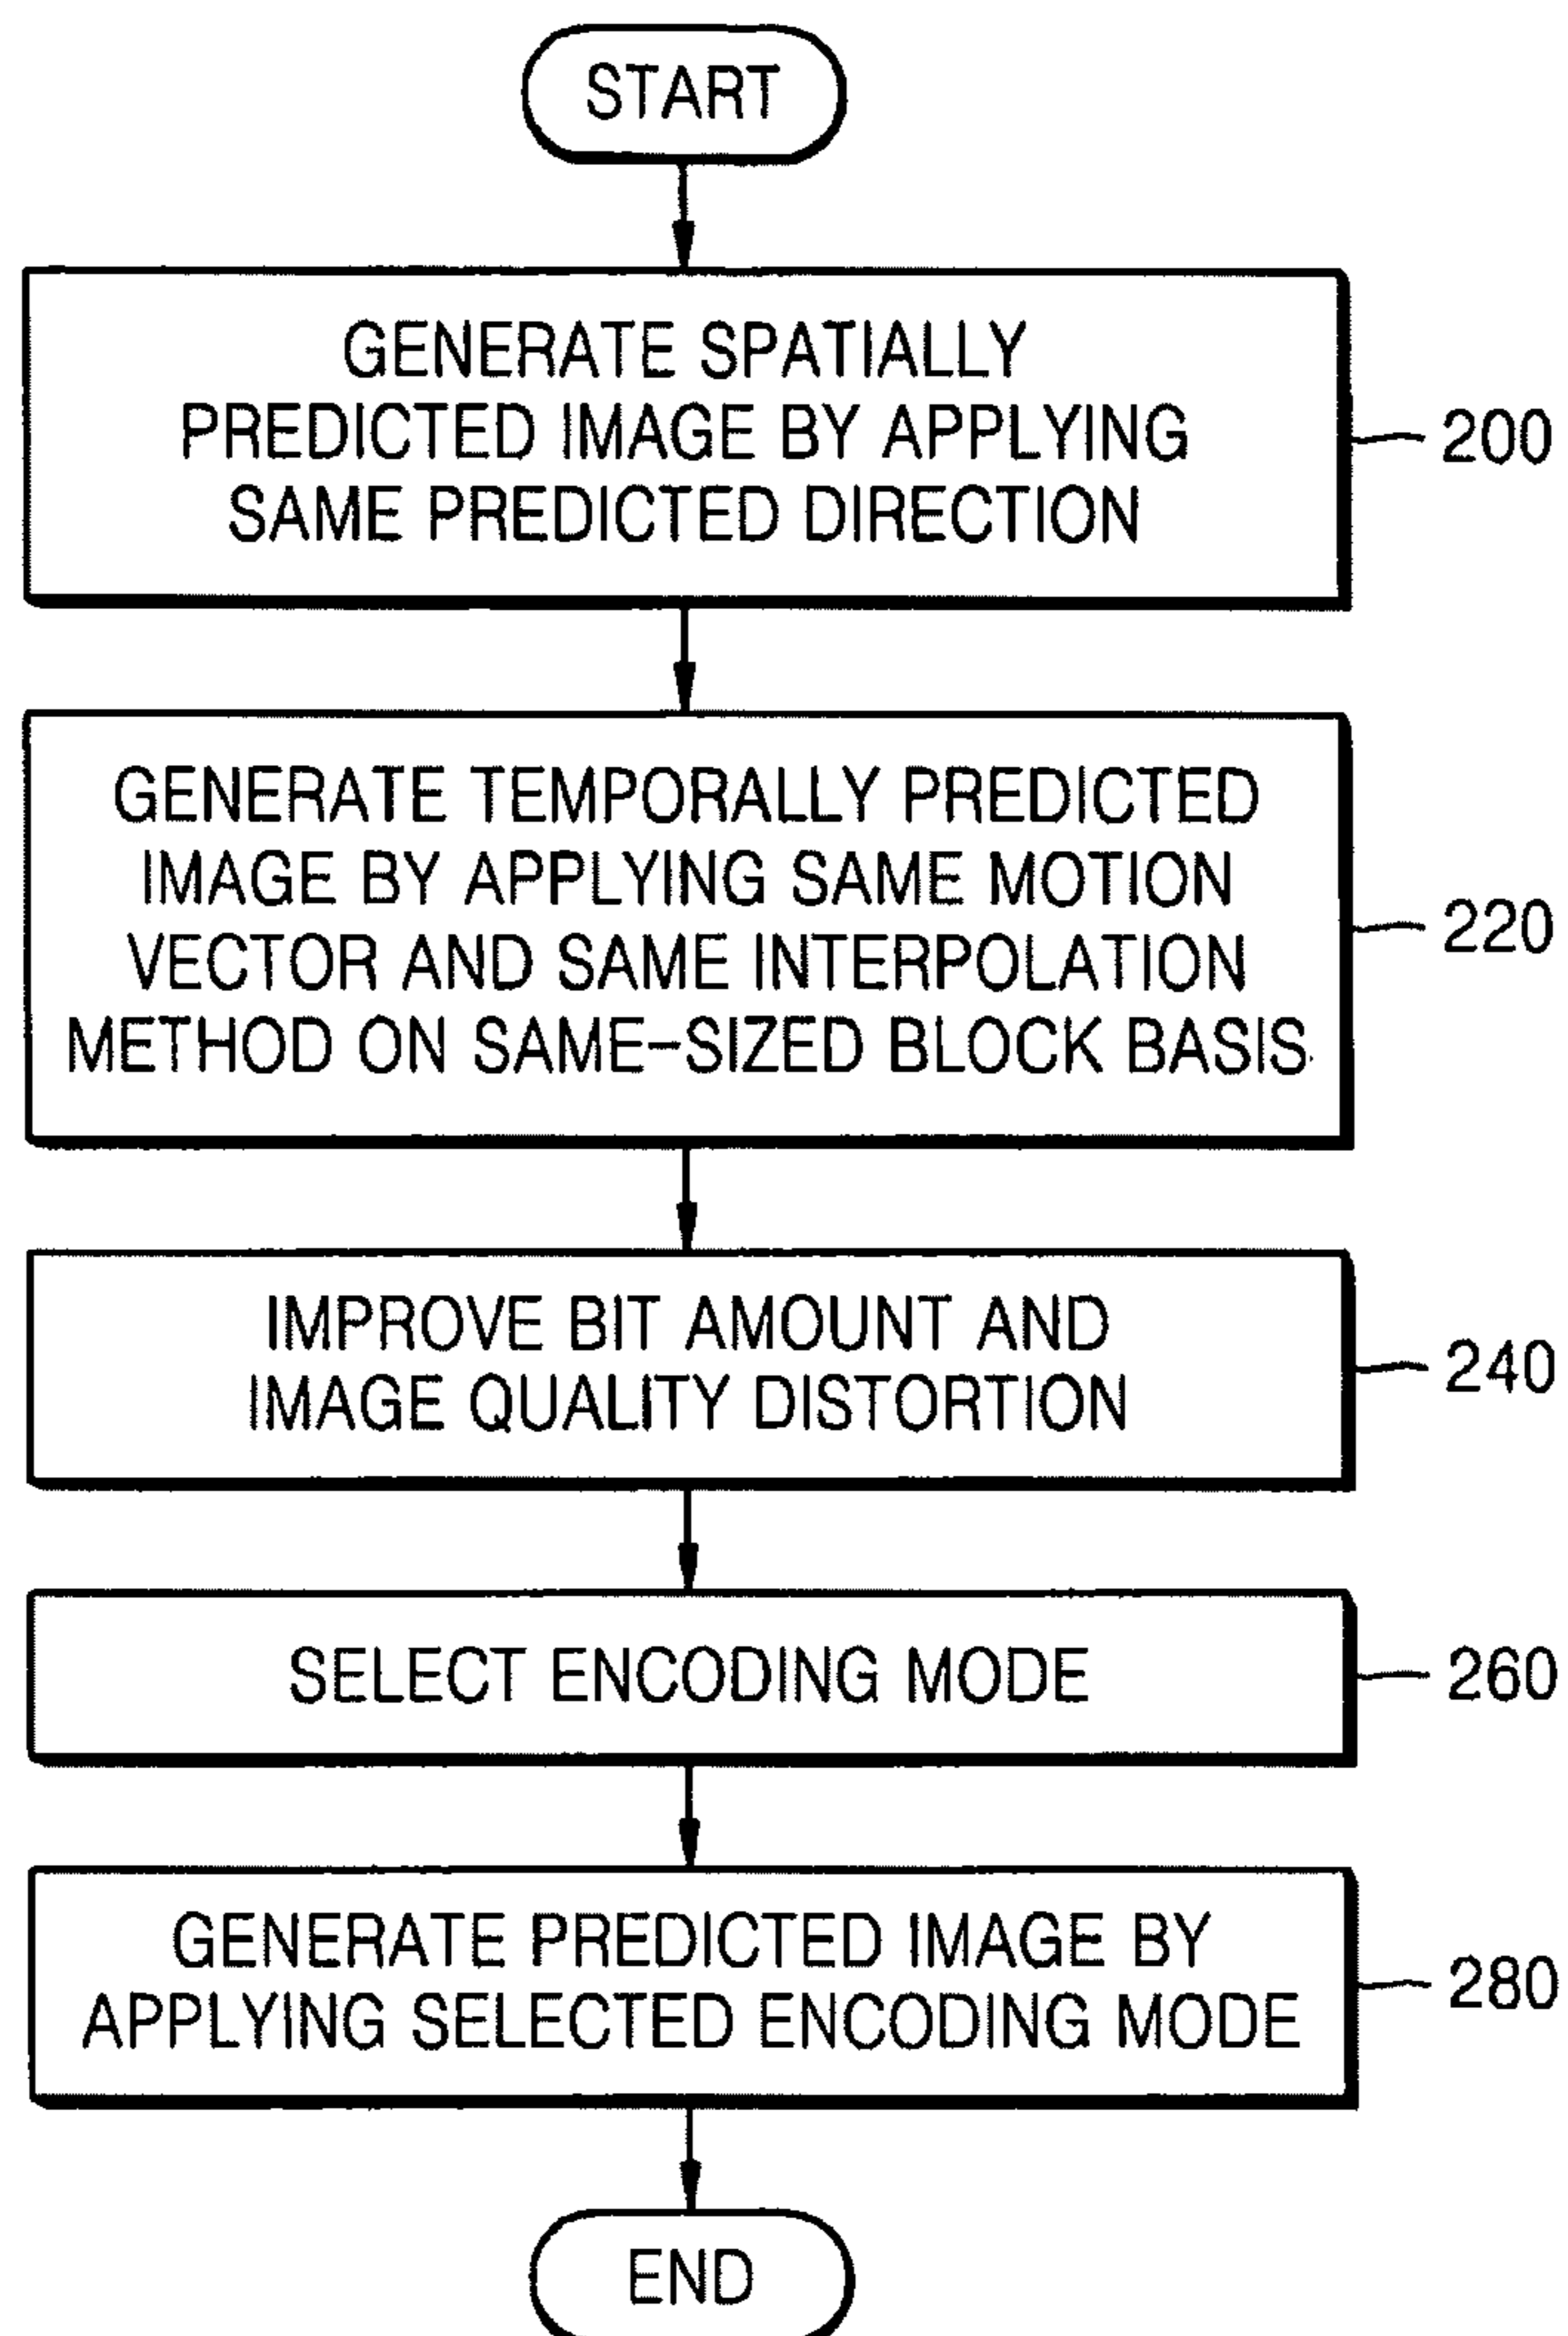 START
GENERATE SPATIALLY
PREDICTED IMAGE BY APPLYING
SAME PREDICTED DIRECTION
200
GENERATE TEMPORALLY PREDICTED
IMAGE BY APPLYING SAME MOTION
VECTOR AND SAME INTERPOLATION
METHOD ON SAME-SIZED BLOCK BASIS
220
IMPROVE BIT AMOUNT AND
IMAGE QUALITY DISTORTION
240
SELECT ENCODING MODE
260
GENERATE PREDICTED IMAGE BY
APPLYING SELECTED ENCODING MODE
280
END